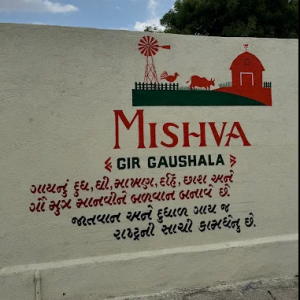 MISHVA
GIR GAUSHALA
ગાયનું દુધ, ઘી, માખણ, દહિં, છાશ અને
ગૌ મુત્ર માનવીને બળવાન બનાવે છે.
જાતવાન અને દુધાળ ગાય જ
રાષ્ટ્રની સાચી કામધેનુ છે.